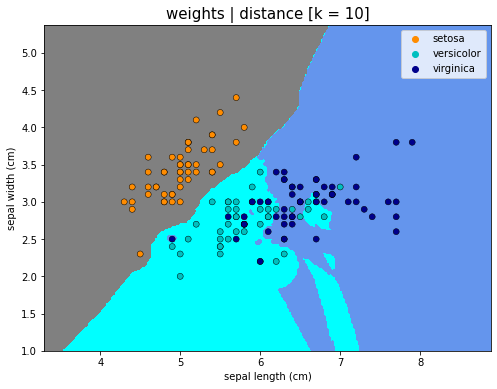 weights | distance [k = 10]
setosa
versicolor
virginica
5.0
4.5
4.0
3.5
3.0
2.5
2.0
1.5
1.0
sepal width (cm)
4 5 6 7 8
sepal length (cm)